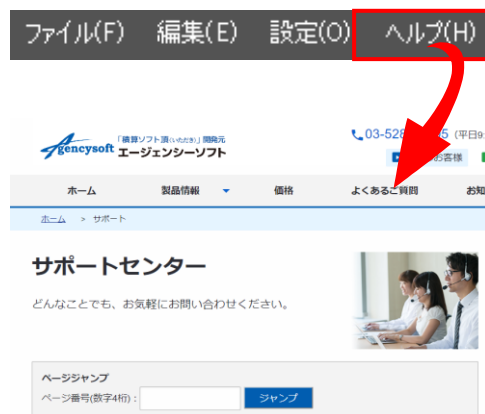 ファイル(F) 編集(E) 設定(O) ヘルプ(H)
「積算ソフト頂(いただき)」開発元
Agencysoft エージェンシーソフト
03-528 5 (平日9:
お客様
ホーム 製品情報 ▼ 価格 よくあるご質問 お知
ホーム > サポート
サポートセンター
どんなことでも、お気軽にお問い合わせください。
ページジャンプ
ページ番号(数字4桁): ジャンプ